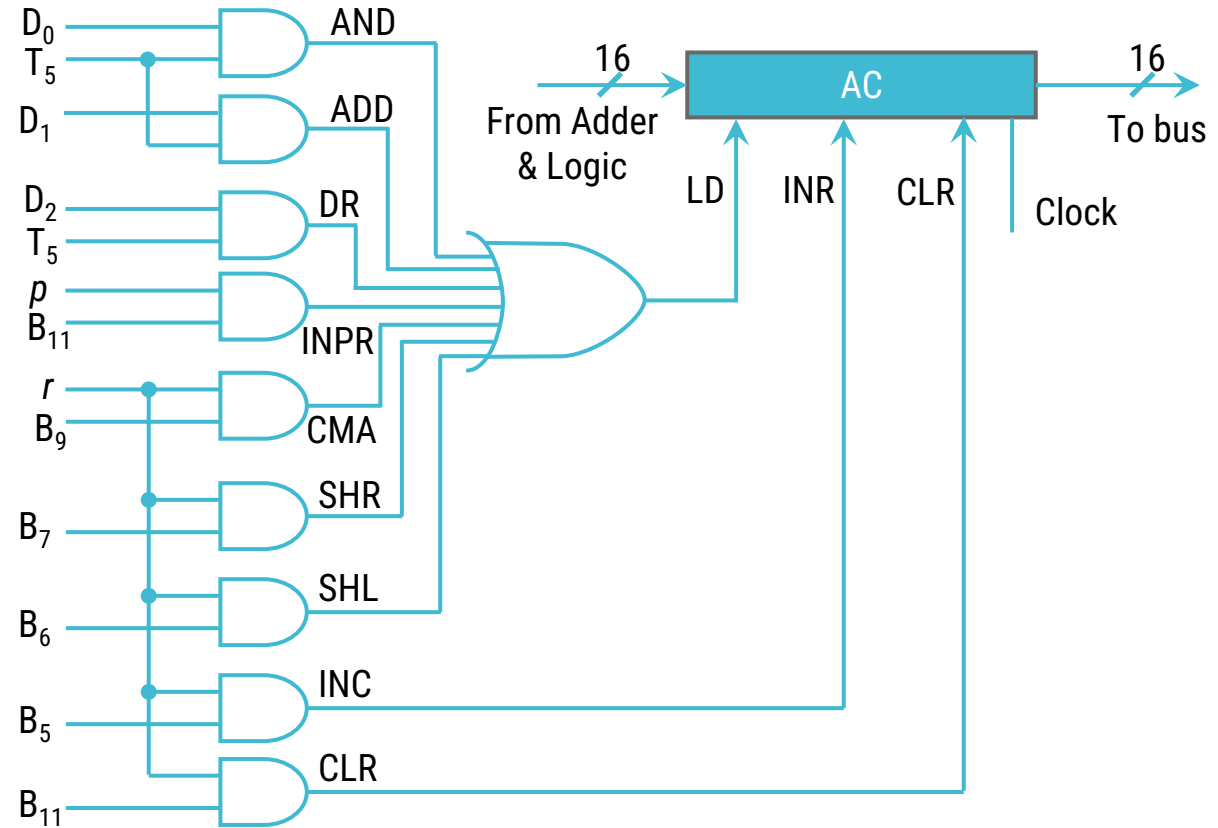 D₀
AND
T₅
D₁
ADD
D₂
DR
T₅
p
B₁₁
INPR
r
B₉
CMA
SHR
B₇
SHL
B₆
INC
B₅
CLR
B₁₁
16
From Adder
& Logic
AC
16
To bus
LD
INR
CLR
Clock